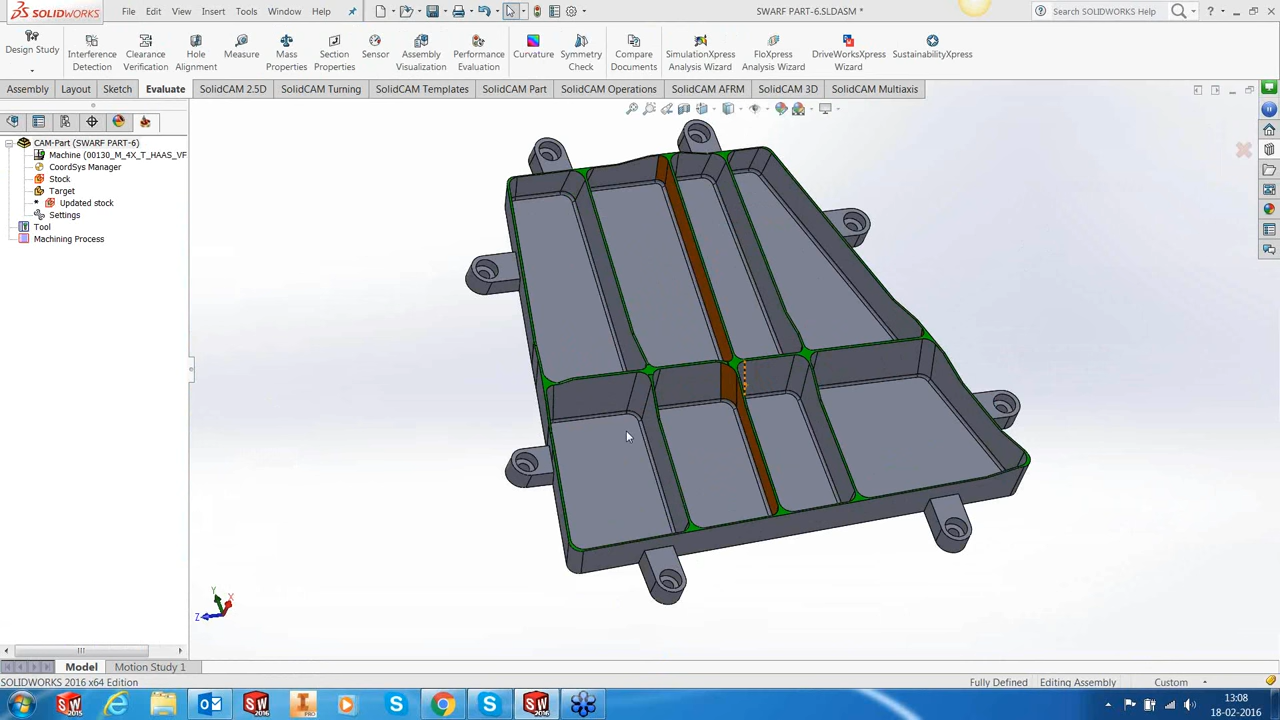 SOLIDWORKS File Edit View Insert Tools Window Help SWARF PART-6.SLDASM * Search SOLIDWORKS Help ?
Design Study
Interference Detection
Clearance Verification
Hole Alignment
Measure
Mass Properties
Section Properties
Sensor
Assembly Visualization
Performance Evaluation
Curvature
Symmetry Check
Compare Documents
SimulationXpress Analysis Wizard
FloXpress Analysis Wizard
DriveWorksXpress Wizard
SustainabilityXpress
Assembly Layout Sketch Evaluate SolidCAM 2.5D SolidCAM Turning SolidCAM Templates SolidCAM Part SolidCAM Operations SolidCAM AFRM SolidCAM 3D SolidCAM Multiaxis
CAM-Part (SWARF PART-6)
Machine (00130_M_4X_T_HAAS_VF
CoordSys Manager
Stock
Target
* Updated stock
Settings
Tool
Machining Process
Y
X
Z
Model Motion Study 1
SOLIDWORKS 2016 x64 Edition Fully Defined Editing Assembly Custom
13:08
18-02-2016